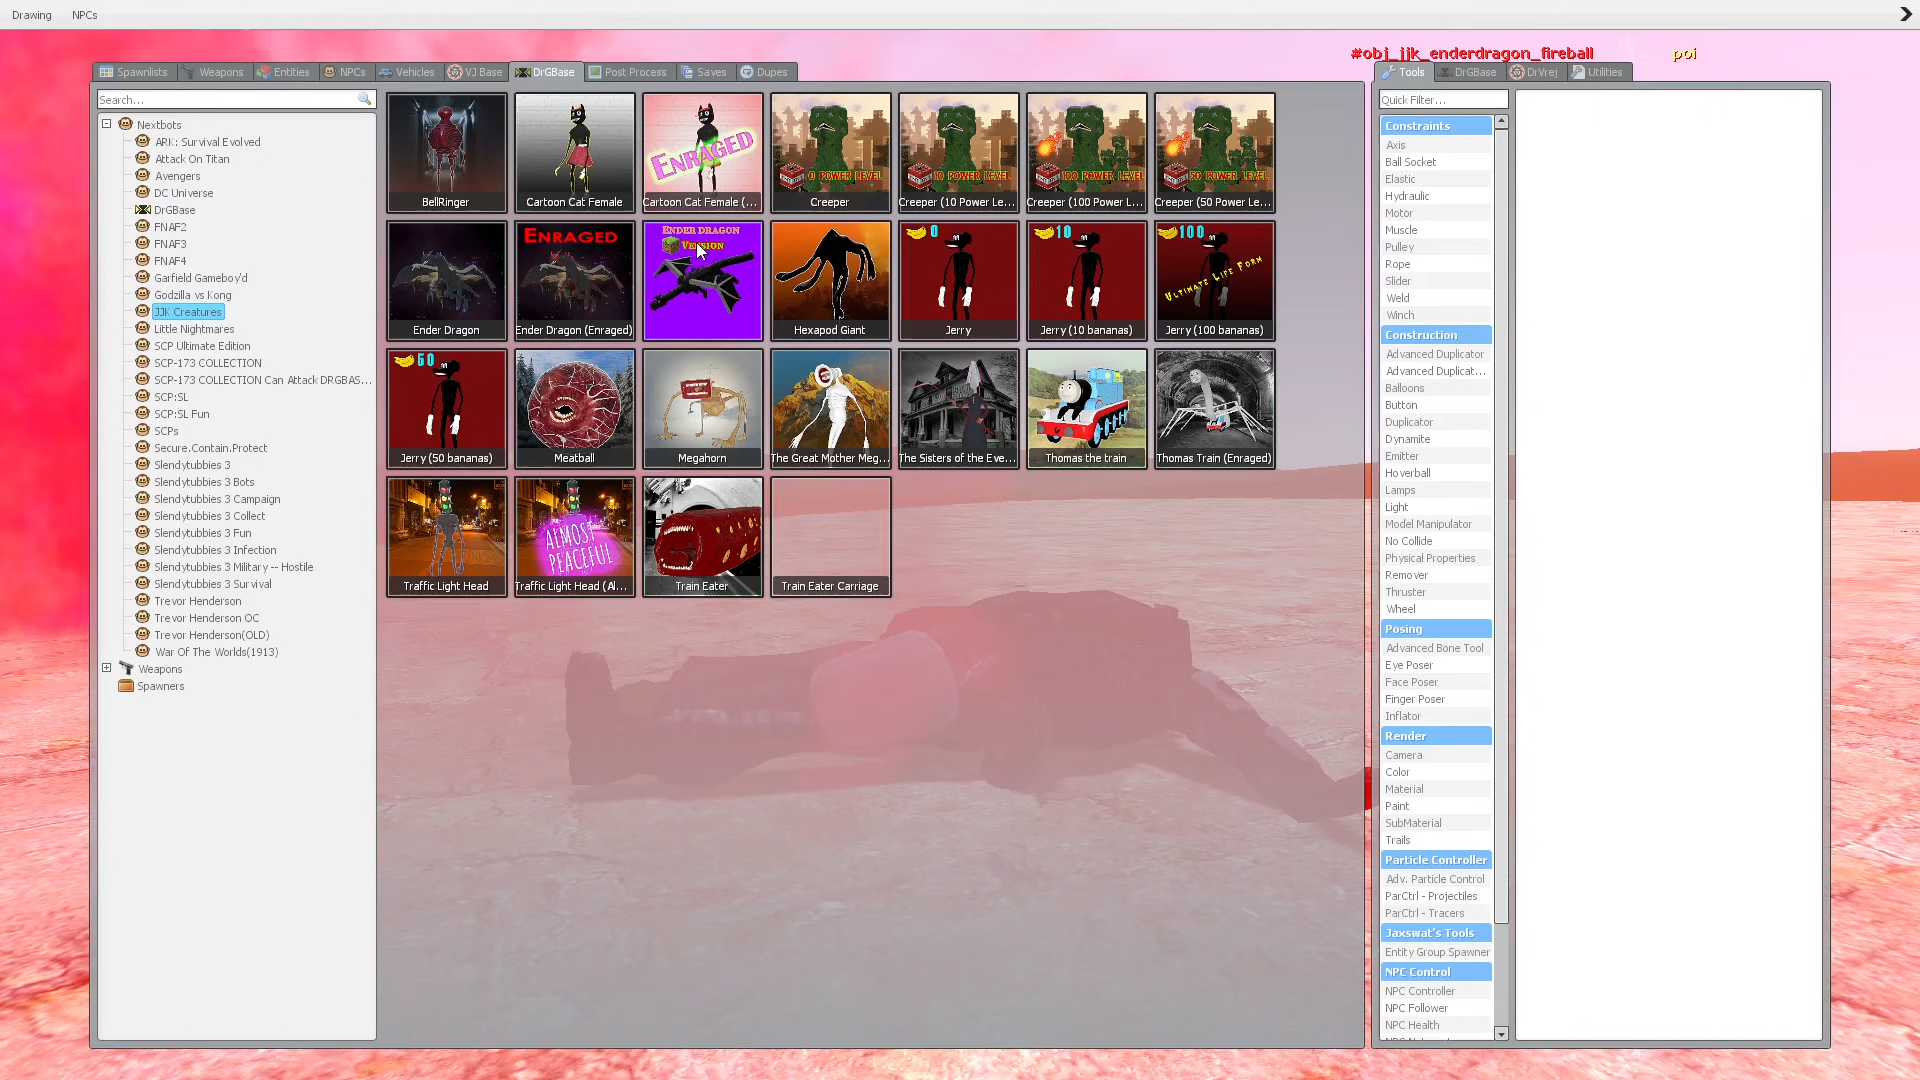 Drawing NPCs
#obj_jjk_enderdragon_fireball poi
Spawnlists Weapons Entities NPCs Vehicles VJ Base DrGBase Post Process Saves Dupes
Tools DrGBase DrVrej Utilities
Search...
Nextbots
ARK: Survival Evolved
Attack On Titan
Avengers
DC Universe
DrGBase
FNAF2
FNAF3
FNAF4
Garfield Gameboy'd
Godzilla vs Kong
JJK Creatures
Little Nightmares
SCP Ultimate Edition
SCP-173 COLLECTION
SCP-173 COLLECTION Can Attack DRGBAS...
SCP:SL
SCP:SL Fun
SCPs
Secure.Contain.Protect
Slendytubbies 3
Slendytubbies 3 Bots
Slendytubbies 3 Campaign
Slendytubbies 3 Collect
Slendytubbies 3 Fun
Slendytubbies 3 Infection
Slendytubbies 3 Military -- Hostile
Slendytubbies 3 Survival
Trevor Henderson
Trevor Henderson OC
Trevor Henderson(OLD)
War Of The Worlds(1913)
Weapons
Spawners
ENRAGED
0 POWER LEVEL
10 POWER LEVEL
100 POWER LEVEL
50 POWER LEVEL
BellRinger
Cartoon Cat Female
Cartoon Cat Female (...
Creeper
Creeper (10 Power Le...
Creeper (100 Power L...
Creeper (50 Power Le...
ENRAGED
ENDER DRAGON
VERSION
0
10
100
ULTIMATE LIFE FORM
Ender Dragon
Ender Dragon (Enraged)
Hexapod Giant
Jerry
Jerry (10 bananas)
Jerry (100 bananas)
50
Jerry (50 bananas)
Meatball
Megahorn
The Great Mother Meg...
The Sisters of the Eve...
Thomas the train
Thomas Train (Enraged)
ALMOST
PEACEFUL
Traffic Light Head
Traffic Light Head (Al...
Train Eater
Train Eater Carriage
Quick Filter...
Constraints
Axis
Ball Socket
Elastic
Hydraulic
Motor
Muscle
Pulley
Rope
Slider
Weld
Winch
Construction
Advanced Duplicator
Advanced Duplicat...
Balloons
Button
Duplicator
Dynamite
Emitter
Hoverball
Lamps
Light
Model Manipulator
No Collide
Physical Properties
Remover
Thruster
Wheel
Posing
Advanced Bone Tool
Eye Poser
Face Poser
Finger Poser
Inflator
Render
Camera
Color
Material
Paint
SubMaterial
Trails
Particle Controller
Adv. Particle Control
ParCtrl - Projectiles
ParCtrl - Tracers
Jaxswat's Tools
Entity Group Spawner
NPC Control
NPC Controller
NPC Follower
NPC Health